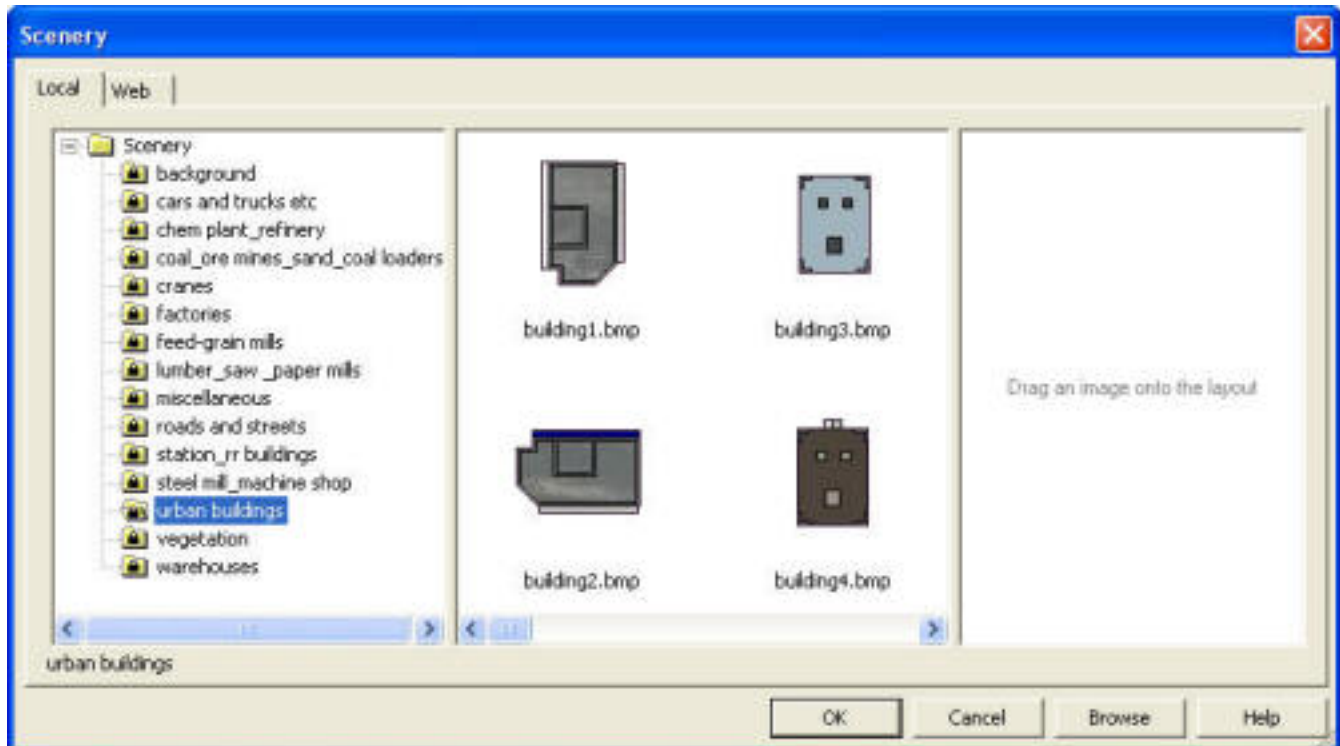 Scenery
Local Web
Scenery
background
cars and trucks etc
chem plant_refinery
coal_ore mines_sand_coal loaders
cranes
factories
feed-grain mills
lumber_saw _paper mills
miscellaneous
roads and streets
station_rr buildings
steel mill_machine shop
urban buildings
vegetation
warehouses
building1.bmp building3.bmp
building2.bmp building4.bmp
Drag an image onto the layout
urban buildings
OK Cancel Browse Help